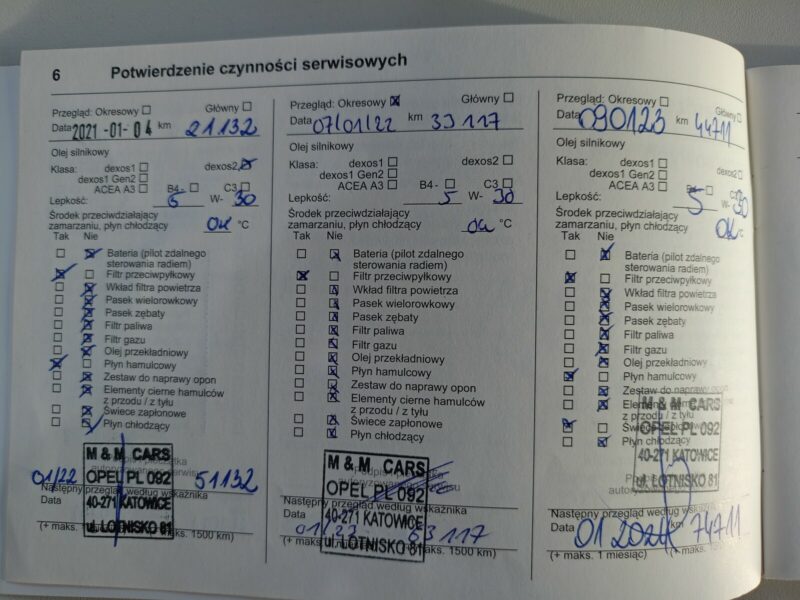 6 Potwierdzenie czynności serwisowych
Przegląd: Okresowy Główny
Data 2021-01-04 km 21132
Olej silnikowy
Klasa: dexos1 dexos2
dexos1 Gen2
ACEA A3 B4- C3
Lepkość: 5 W- 30
Środek przeciwdziałający
zamarzaniu, płyn chłodzący ok °C
Tak Nie
Bateria (pilot zdalnego
sterowania radiem)
Filtr przeciwpyłkowy
Wkład filtra powietrza
Pasek wielorowkowy
Pasek zębaty
Filtr paliwa
Filtr gazu
Olej przekładniowy
Płyn hamulcowy
Zestaw do naprawy opon
Elementy cierne hamulców
z przodu / z tyłu
Świece zapłonowe
Płyn chłodzący
M & M CARS
OPEL PL 092
40-271 KATOWICE
ul. LOTNISKO 81
Następny przegląd według wskaźnika
Data 01/22 51132
(+ maks. 1500 km)
Przegląd: Okresowy Główny
Data 07/01/22 km 33117
Olej silnikowy
Klasa: dexos1 dexos2
dexos1 Gen2
ACEA A3 B4- C3
Lepkość: 5 W- 30
Środek przeciwdziałający
zamarzaniu, płyn chłodzący ok °C
Tak Nie
Bateria (pilot zdalnego
sterowania radiem)
Filtr przeciwpyłkowy
Wkład filtra powietrza
Pasek wielorowkowy
Pasek zębaty
Filtr paliwa
Filtr gazu
Olej przekładniowy
Płyn hamulcowy
Zestaw do naprawy opon
Elementy cierne hamulców
z przodu / z tyłu
Świece zapłonowe
Płyn chłodzący
M & M CARS
OPEL PL 092
40-271 KATOWICE
ul. LOTNISKO 81
Następny przegląd według wskaźnika
Data 01/23 63117
(+ maks. 1500 km)
Przegląd: Okresowy Główny
Data 090123 km 44711
Olej silnikowy
Klasa: dexos1 dexos2
dexos1 Gen2
ACEA A3 B4- C3
Lepkość: 5 W- 30
Środek przeciwdziałający
zamarzaniu, płyn chłodzący ok °C
Tak Nie
Bateria (pilot zdalnego
sterowania radiem)
Filtr przeciwpyłkowy
Wkład filtra powietrza
Pasek wielorowkowy
Pasek zębaty
Filtr paliwa
Filtr gazu
Olej przekładniowy
Płyn hamulcowy
Zestaw do naprawy opon
z przodu / z tyłu
Płyn chłodzący
M & M CARS
OPEL PL 092
40-271 KATOWICE
ul. LOTNISKO 81
Następny przegląd według wskaźnika
Data 01 2024 km 74711
(+ maks. 1 miesiąc) (+ maks. 1500 km)